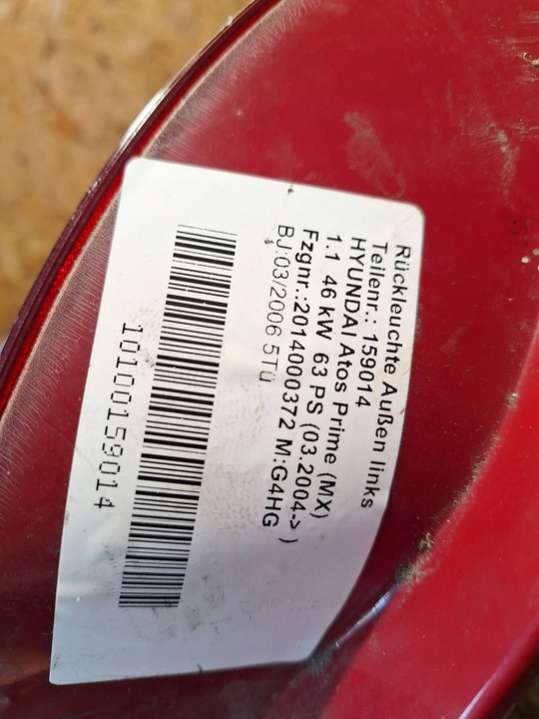 Rückleuchte Außen links
Teilenr.: 159014
HYUNDAI Atos Prime (MX)
1.1 46 kW 63 PS (03.2004-> )
Fzgnr.:2014000372 M:G4HG
BJ:03/2006 5TÜ
10100159014